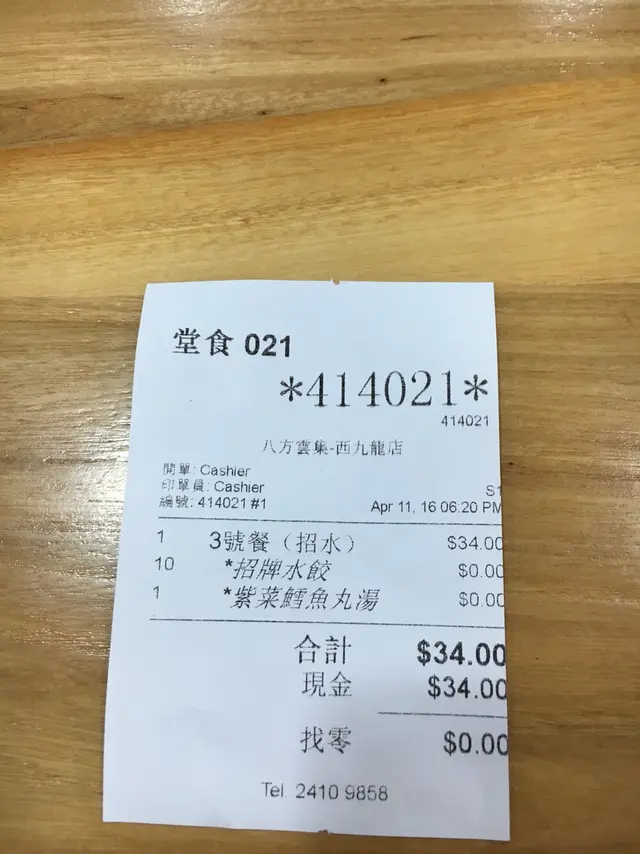 堂食 021
*414021*
414021
八方雲集-西九龍店
開單: Cashier
印單員: Cashier
S1
編號: 414021 #1 Apr 11, 16 06:20 PM
1 3號餐（招水） $34.00
10 *招牌水餃 $0.00
1 *紫菜鱈魚丸湯 $0.00
合計 $34.00
現金 $34.00
找零 $0.00
Tel. 2410 9858